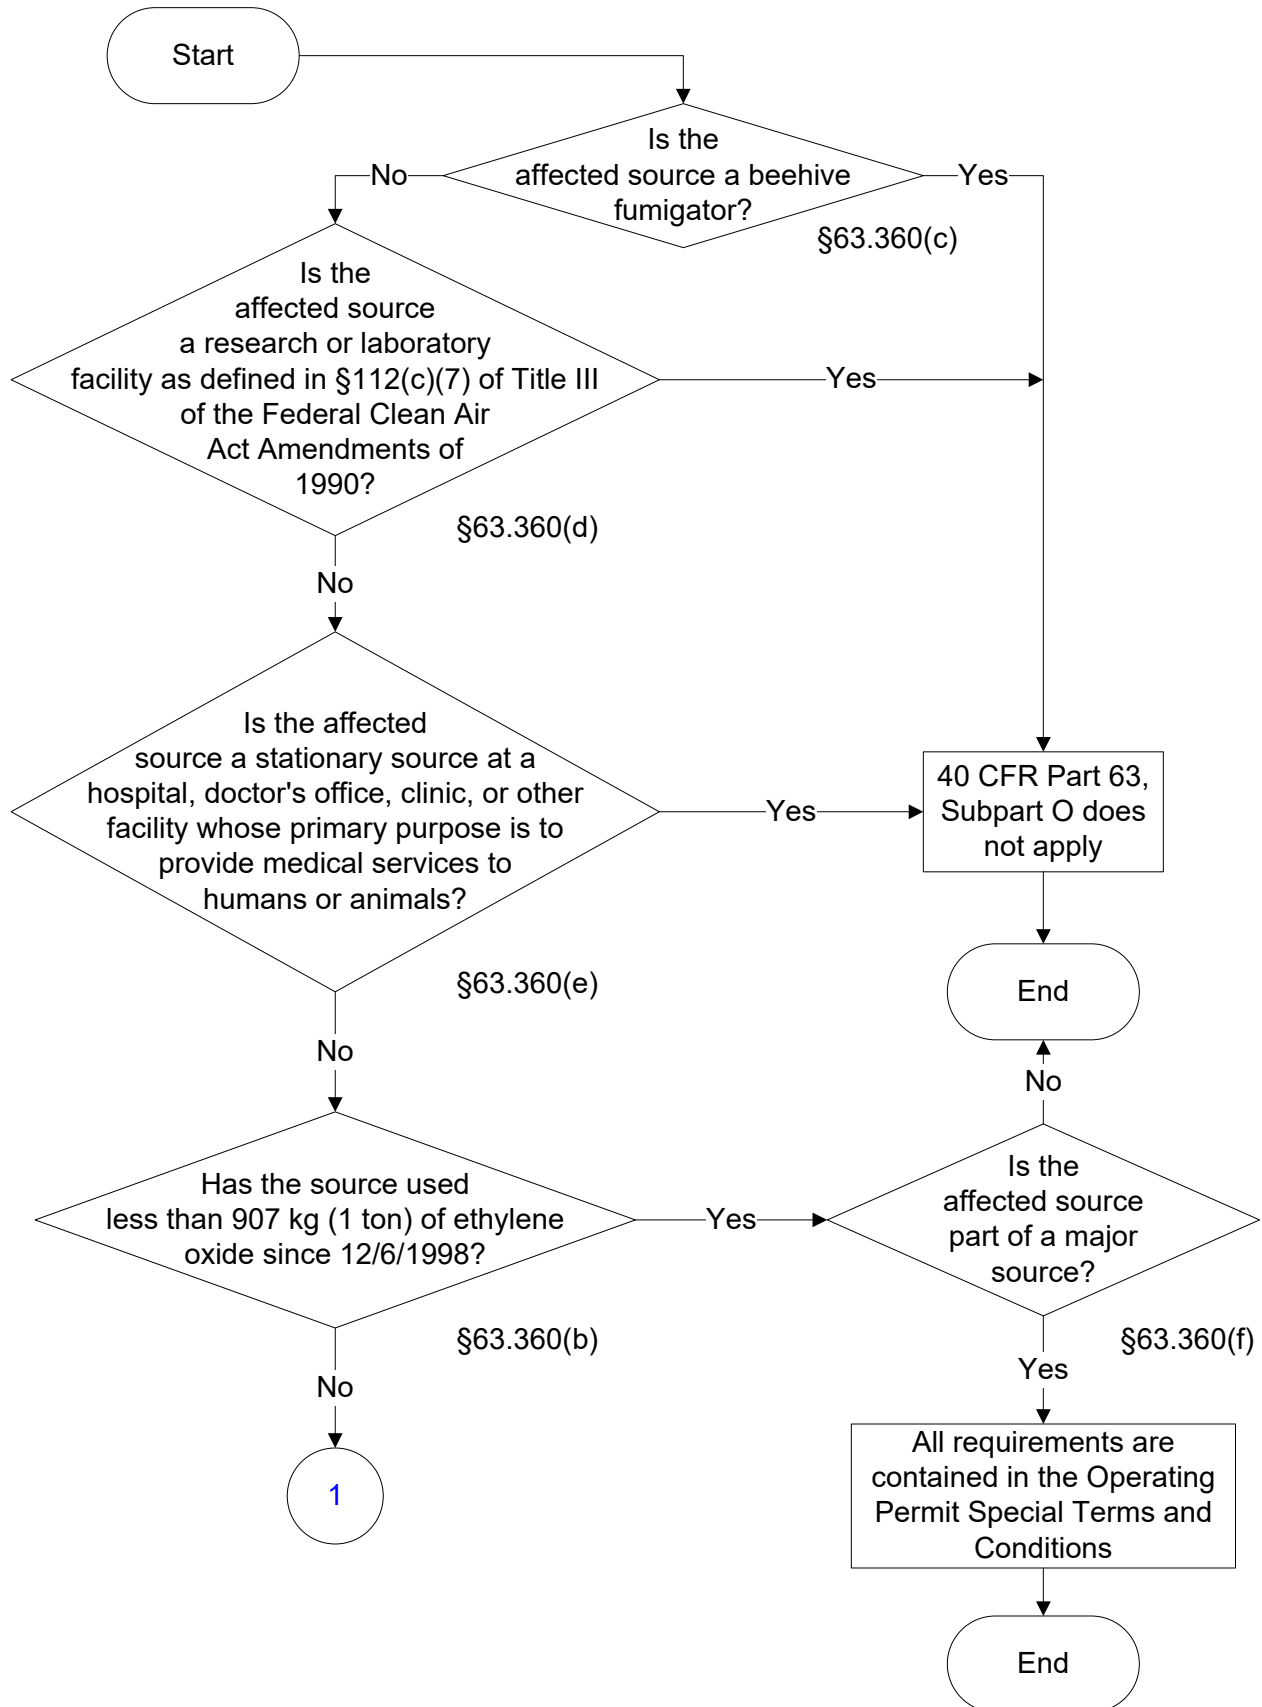 Start
Is the
affected source a beehive
fumigator?
No
Yes
§63.360(c)
Is the
affected source
a research or laboratory
facility as defined in §112(c)(7) of Title III
of the Federal Clean Air
Act Amendments of
1990?
Yes
§63.360(d)
No
Is the affected
source a stationary source at a
hospital, doctor's office, clinic, or other
facility whose primary purpose is to
provide medical services to
humans or animals?
Yes
40 CFR Part 63,
Subpart O does
not apply
§63.360(e)
End
No
No
Has the source used
less than 907 kg (1 ton) of ethylene
oxide since 12/6/1998?
Yes
Is the
affected source
part of a major
source?
§63.360(b)
§63.360(f)
No
Yes
1
All requirements are
contained in the Operating
Permit Special Terms and
Conditions
End